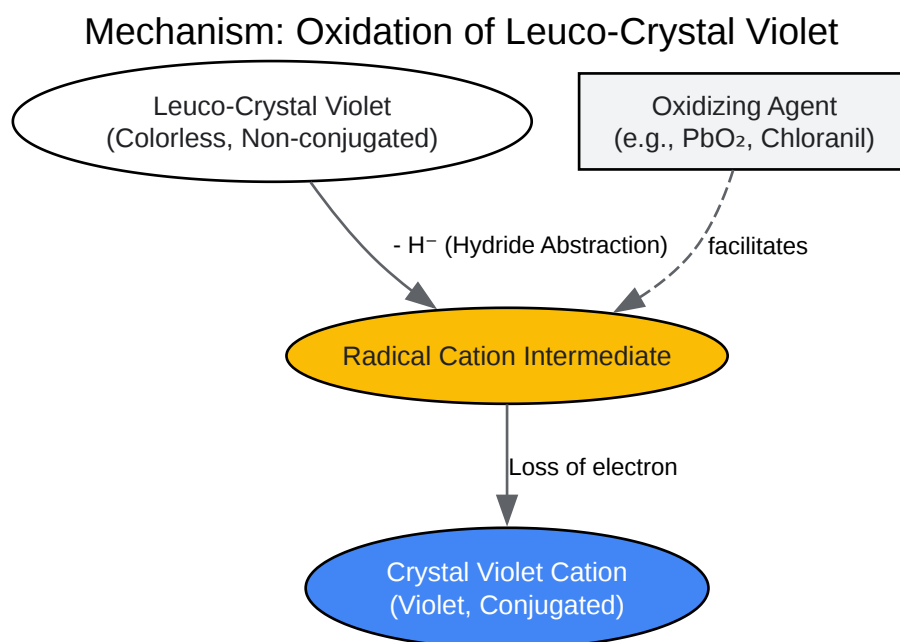 Mechanism: Oxidation of Leuco-Crystal Violet
Leuco-Crystal Violet
(Colorless, Non-conjugated)
Oxidizing Agent
(e.g., PbO₂, Chloranil)
- H⁻ (Hydride Abstraction)
facilitates
Radical Cation Intermediate
Loss of electron
Crystal Violet Cation
(Violet, Conjugated)